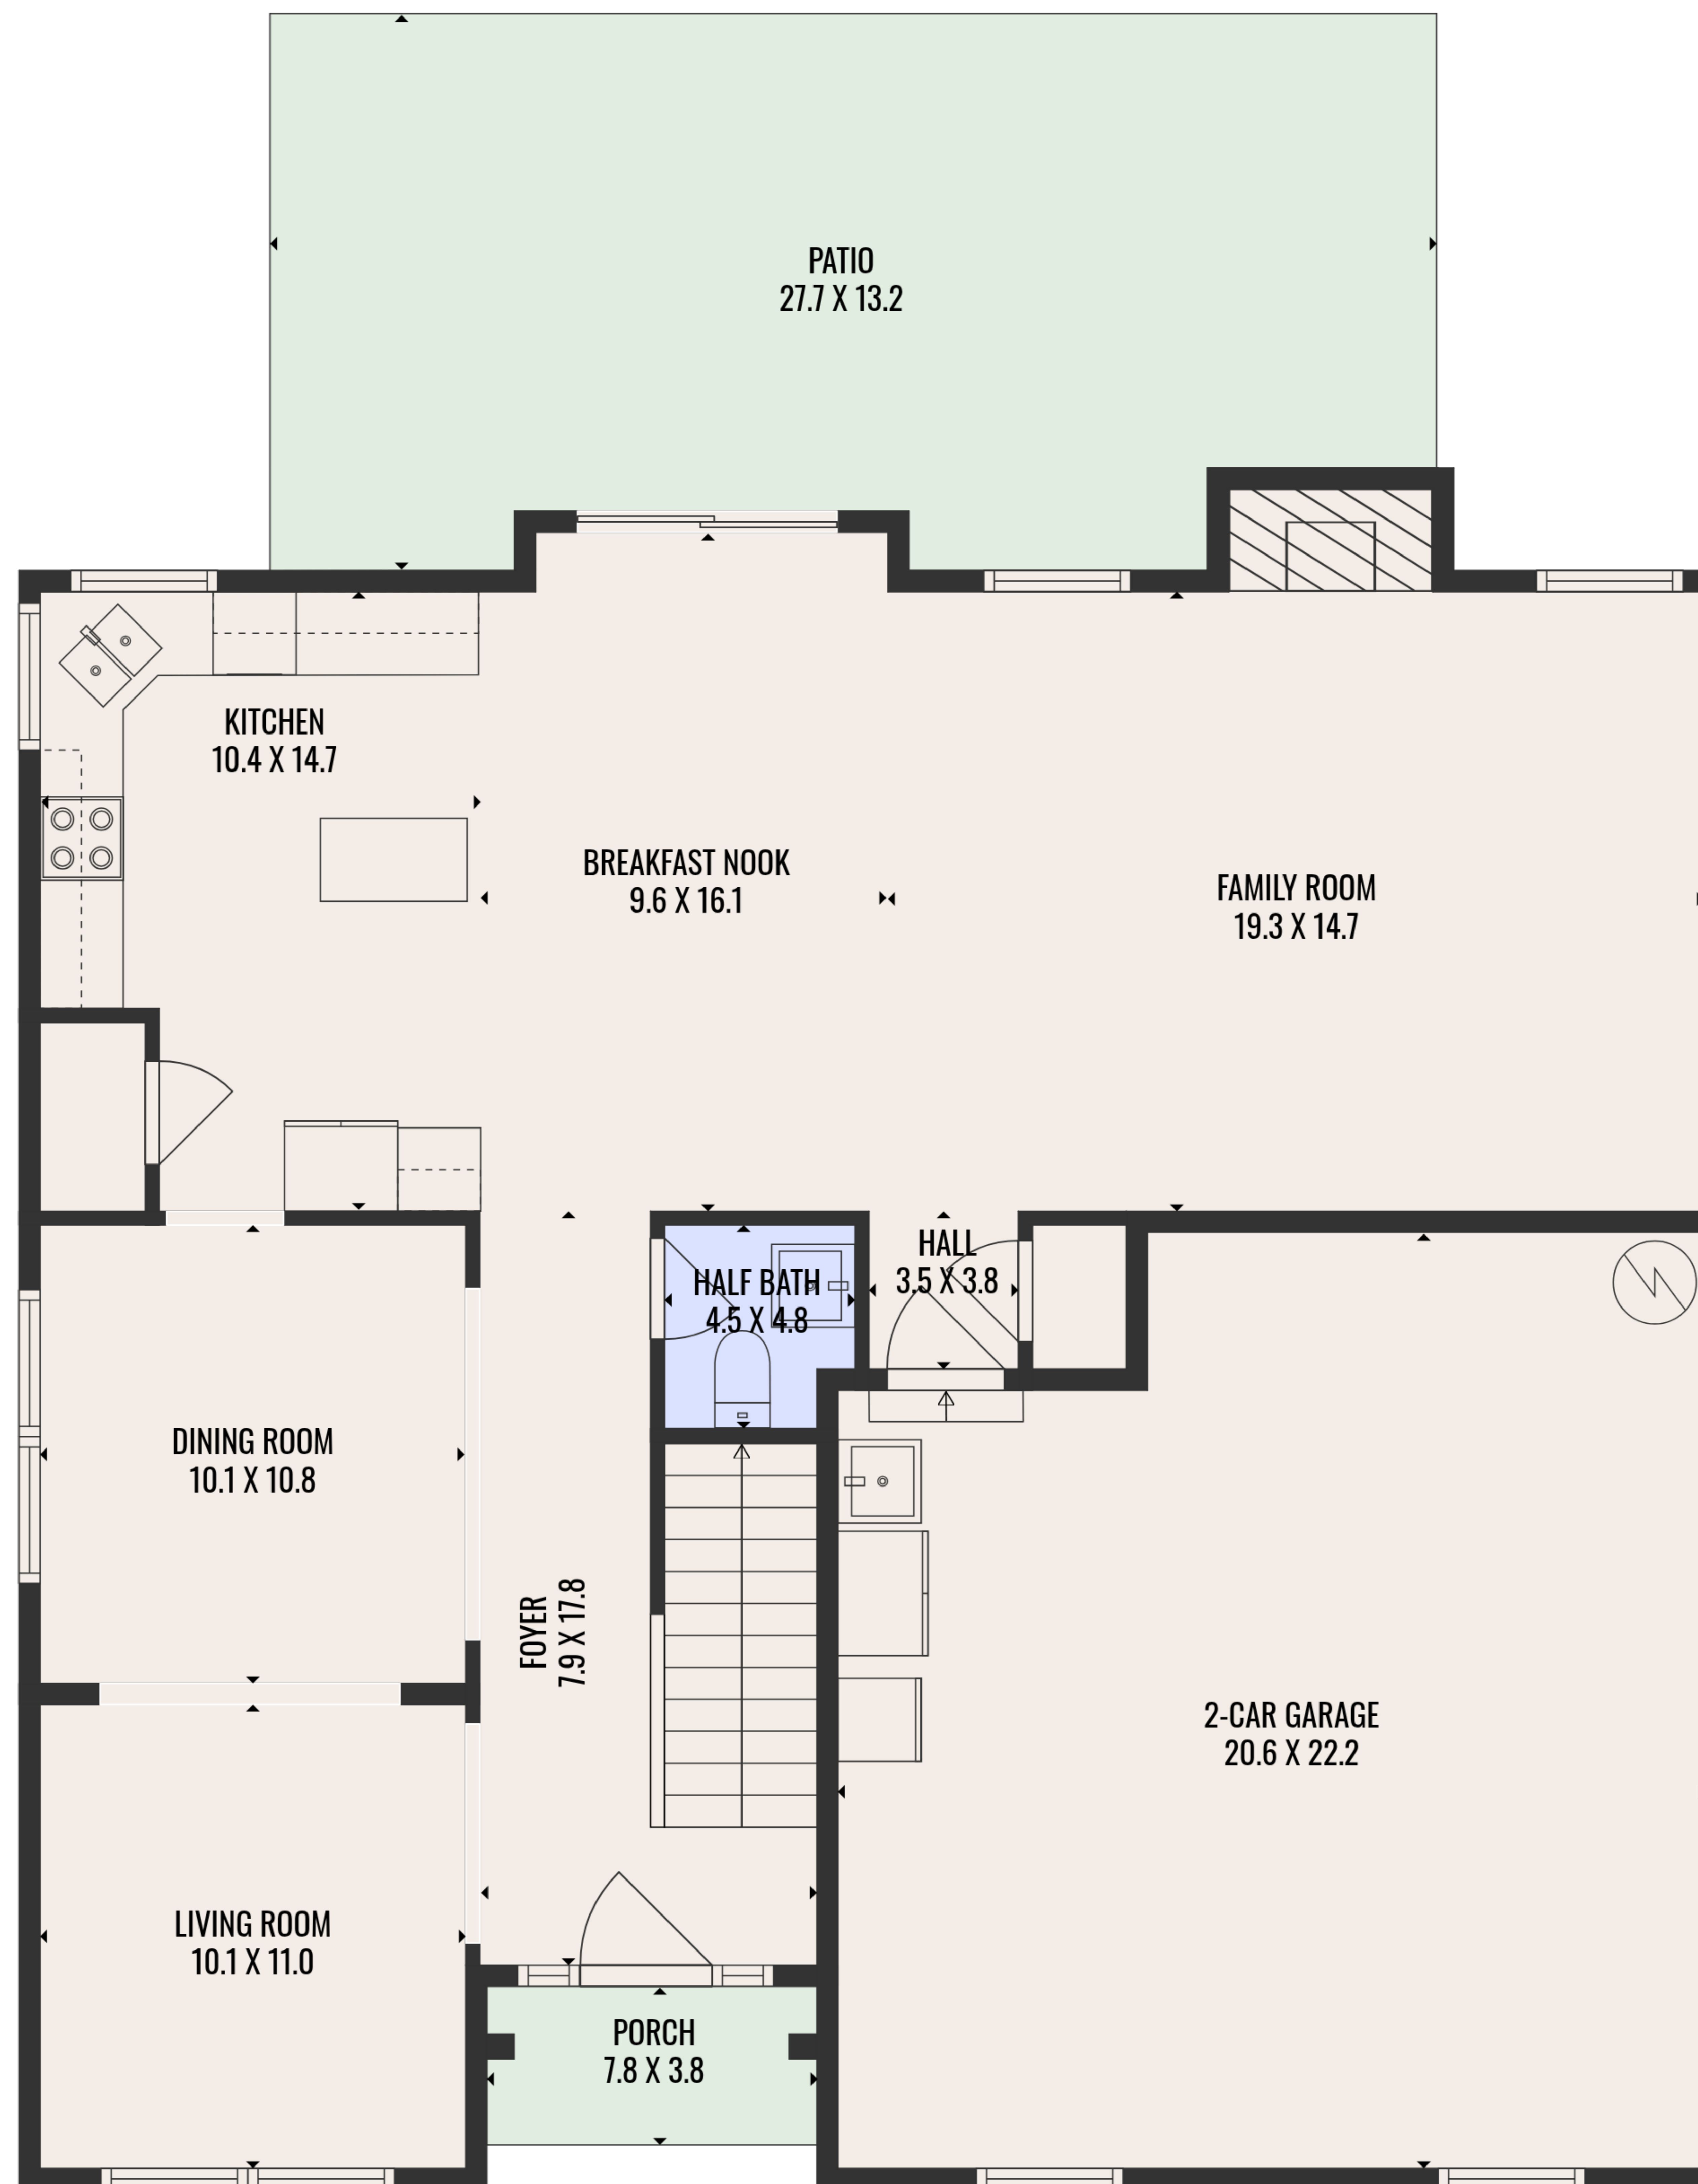 PATIO
27.7 X 13.2
KITCHEN
10.4 X 14.7
BREAKFAST NOOK
9.6 X 16.1
FAMILY ROOM
19.3 X 14.7
HALL
3.5 X 3.8
HALF BATH
4.5 X 4.8
DINING ROOM
10.1 X 10.8
FOYER
7.9 X 17.8
2-CAR GARAGE
20.6 X 22.2
LIVING ROOM
10.1 X 11.0
PORCH
7.8 X 3.8